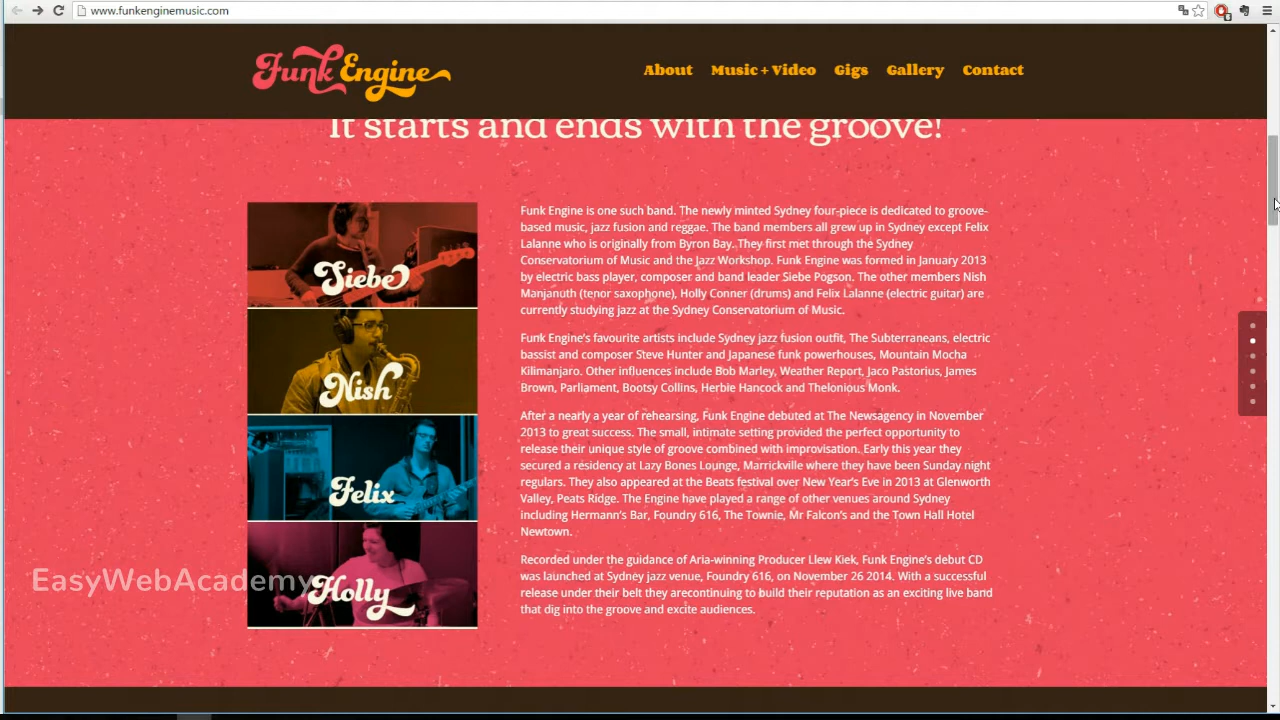 www.funkenginemusic.com
Funk Engine
About Music + Video Gigs Gallery Contact
It starts and ends with the groove!
Siebe
Nish
Felix
Holly
Funk Engine is one such band. The newly minted Sydney four-piece is dedicated to groove-
based music, jazz fusion and reggae. The band members all grew up in Sydney except Felix
Lalanne who is originally from Byron Bay. They first met through the Sydney
Conservatorium of Music and the Jazz Workshop. Funk Engine was formed in January 2013
by electric bass player, composer and band leader Siebe Pogson. The other members Nish
Manjunath (tenor saxophone), Holly Conner (drums) and Felix Lalanne (electric guitar) are
currently studying jazz at the Sydney Conservatorium of Music.
Funk Engine's favourite artists include Sydney jazz fusion outfit, The Subterraneans, electric
bassist and composer Steve Hunter and Japanese funk powerhouses, Mountain Mocha
Kilimanjaro. Other influences include Bob Marley, Weather Report, Jaco Pastorius, James
Brown, Parliament, Bootsy Collins, Herbie Hancock and Thelonious Monk.
After a nearly a year of rehearsing, Funk Engine debuted at The Newsagency in November
2013 to great success. The small, intimate setting provided the perfect opportunity to
release their unique style of groove combined with improvisation. Early this year they
secured a residency at Lazy Bones Lounge, Marrickville where they have been Sunday night
regulars. They also appeared at the Beats festival over New Year's Eve in 2013 at Glenworth
Valley, Peats Ridge. The Engine have played a range of other venues around Sydney
including Hermann's Bar, Foundry 616, The Townie, Mr Falcon's and the Town Hall Hotel
Newtown.
Recorded under the guidance of Aria-winning Producer Llew Kiek, Funk Engine's debut CD
was launched at Sydney jazz venue, Foundry 616, on November 26 2014. With a successful
release under their belt they arecontinuing to build their reputation as an exciting live band
that dig into the groove and excite audiences.
EasyWebAcademy